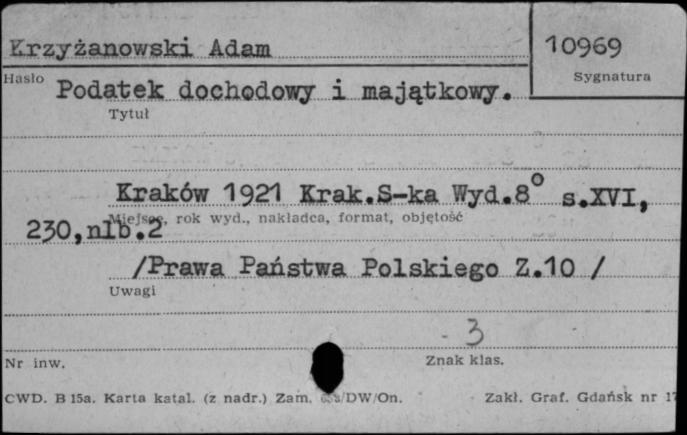 Krzyżanowski Adam
10969
Hasło
Sygnatura
Podatek dochodowy i majątkowy.
Tytuł
Kraków 1921 Krak.S-ka Wyd.8° s.XVI,
Miejsce, rok wyd., nakładca, format, objętość
230,nlb.2
/Prawa Państwa Polskiego Z.10 /
Uwagi
3
Nr inw.
Znak klas.
CWD. B 15a. Karta katal. (z nadr.) Zam. /DW/On.
Zakł. Graf. Gdańsk nr